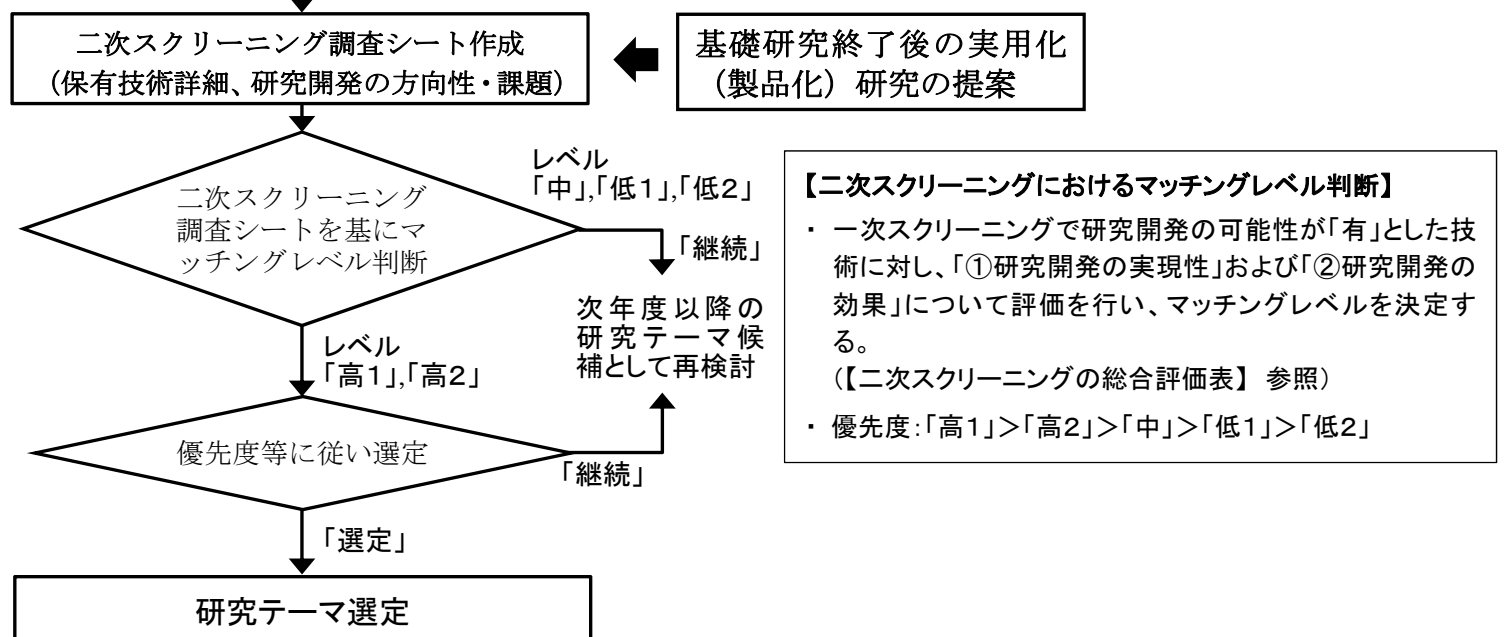 二次スクリーニング調査シート作成
（保有技術詳細、研究開発の方向性・課題）
基礎研究終了後の実用化
（製品化）研究の提案
二次スクリーニング
調査シートを基にマ
ッチングレベル判断
レベル
「中」,「低1」,「低2」
「継続」
次年度以降の
研究テーマ候
補として再検討
レベル
「高1」,「高2」
優先度等に従い選定
「継続」
「選定」
研究テーマ選定
【二次スクリーニングにおけるマッチングレベル判断】
・ 一次スクリーニングで研究開発の可能性が「有」とした技
術に対し、「①研究開発の実現性」および「②研究開発の
効果」について評価を行い、マッチングレベルを決定す
る。
（【二次スクリーニングの総合評価表】 参照）
・ 優先度：「高1」＞「高2」＞「中」＞「低1」＞「低2」